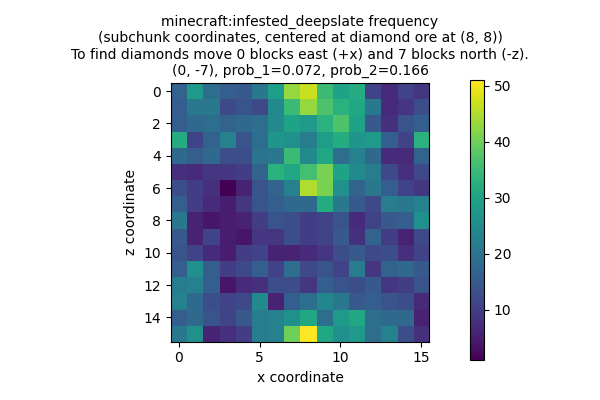 minecraft:infested_deepslate frequency
(subchunk coordinates, centered at diamond ore at (8, 8))
To find diamonds move 0 blocks east (+x) and 7 blocks north (-z).
(0, -7), prob_1=0.072, prob_2=0.166
0
2
4
6
8
10
12
14
z coordinate
0
5
10
15
x coordinate
50
40
30
20
10